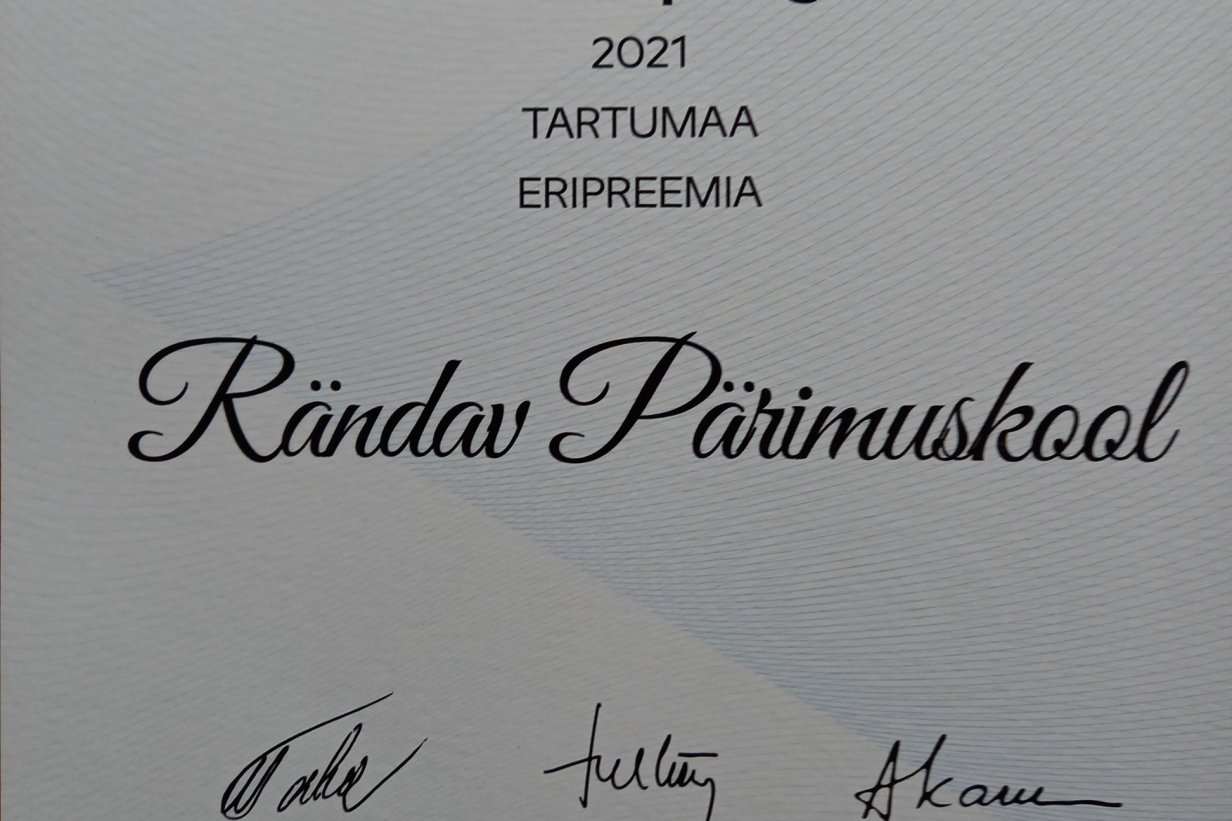 2021
TARTUMAA
ERIPREEMIA
Rändav Pärimuskool